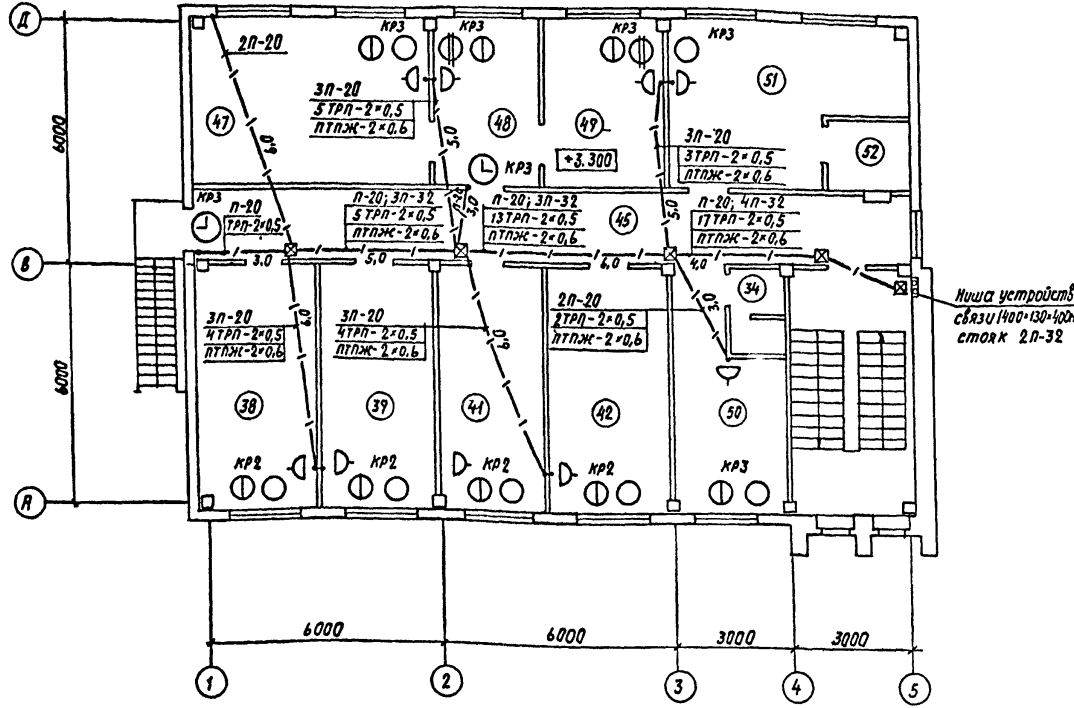 Д
КР3
КР3
КР3
2П-20
51
3П-20
5ТРП-2×0.5
ПТПЖ-2×0.6
47
48
49
6000
6,0
5,0
3П-20
3ТРП-2×0,5
ПТПЖ-2×0,6
52
+3.300
КР3
КР3
П-20
ТРП-2×0,5
П-20; 3П-32
5ТРП-2×0,5
ПТПЖ-2×0,6
3,0
П-20; 3П-32
13ТРП-2×0,5
ПТПЖ-2×0,6
45
5,0
П-20; 4П-32
17ТРП-2×0,5
ПТПЖ-2×0,6
В
3,0
5,0
6,0
4,0
34
Ниша устройств
связи 1400×130×400
стояк 2П-32
3П-20
4ТРП-2×0,5
ПТПЖ-2×0,6
6,0
3П-20
4ТРП-2×0,5
ПТПЖ-2×0,6
6,0
2П-20
2ТРП-2×0,5
ПТПЖ-2×0,6
3,0
6000
38
39
41
42
50
КР2
КР2
КР2
КР2
КР3
А
6000
6000
3000
3000
1
2
3
4
5